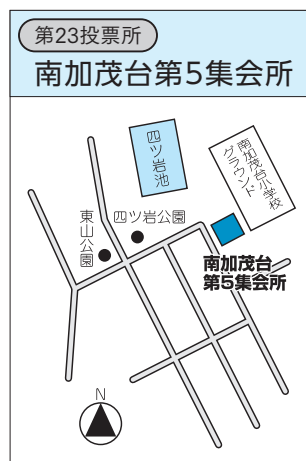 第23投票所
南加茂台第5集会所
四ツ岩池
南加茂台小学校
グラウンド
四ツ岩公園
東山公園
南加茂台
第5集会所
N